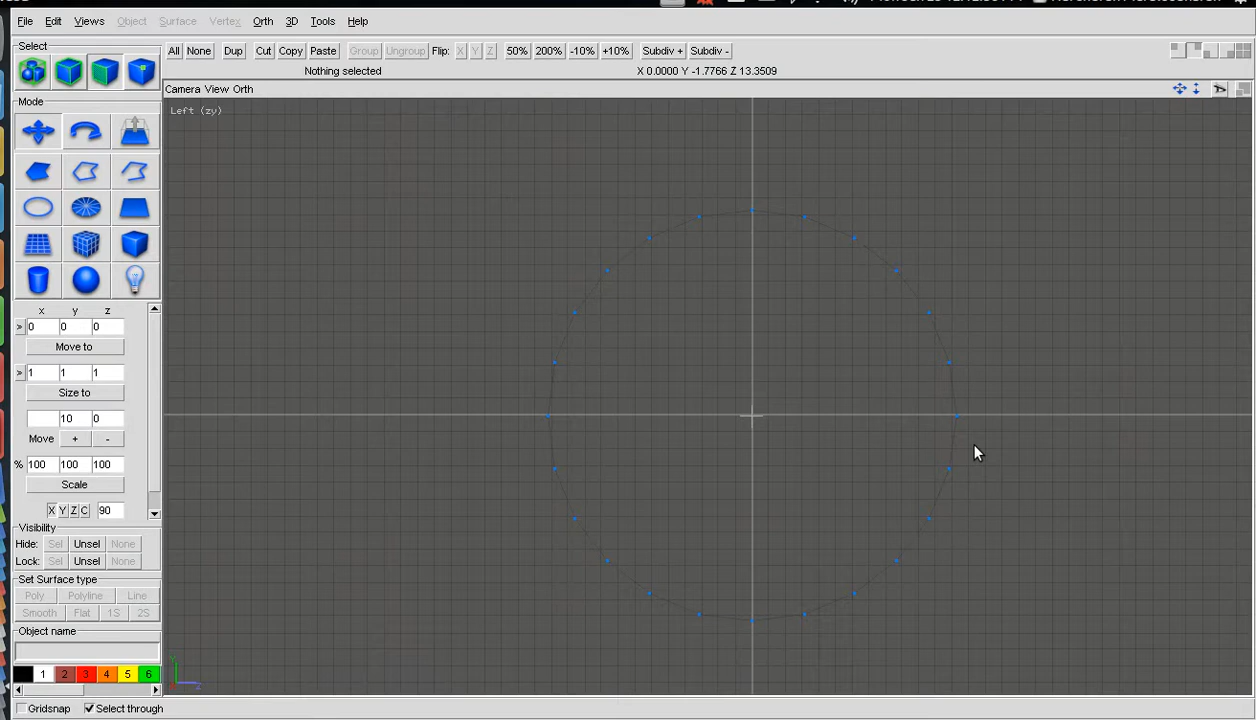 File Edit Views Object Surface Vertex Orth 3D Tools Help
Select
All None Dup Cut Copy Paste Group Ungroup Flip: X Y Z 50% 200% -10% +10% Subdiv + Subdiv -
Nothing selected X 0.0000 Y -1.7766 Z 13.3509
Camera View Orth
Mode
Left (zy)
x y z
> 0 0 0
Move to
> 1 1 1
Size to
10 0
Move + -
% 100 100 100
Scale
X Y Z C 90
Visibility
Hide: Sel Unsel None
Lock: Sel Unsel None
Set Surface type
Poly Polyline Line
Smooth Flat 1S 2S
Object name
1 2 3 4 5 6
Y
Z
Gridsnap Select through